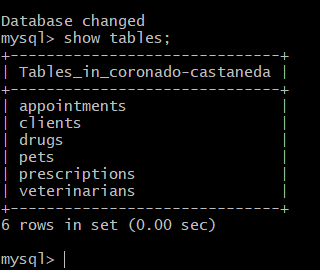 Database changed
mysql> show tables;
+------------------------------+
| Tables_in_coronado-castaneda |
+------------------------------+
| appointments                 |
| clients                      |
| drugs                        |
| pets                         |
| prescriptions                |
| veterinarians                |
+------------------------------+
6 rows in set (0.00 sec)
mysql>